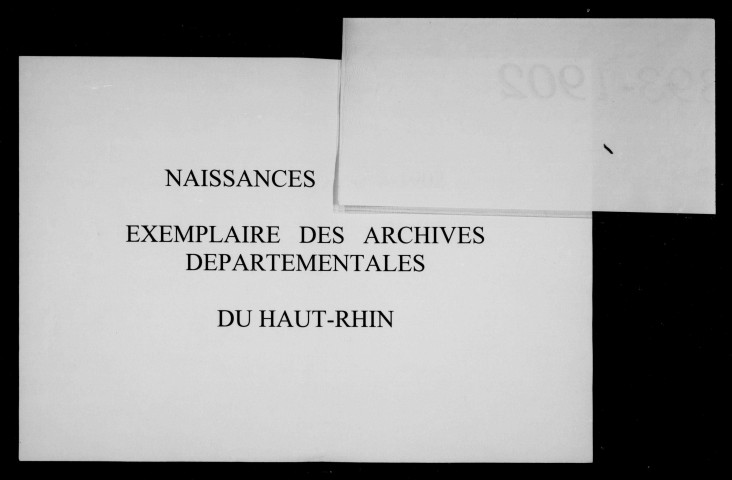 NAISSANCES
EXEMPLAIRE DES ARCHIVES
DEPARTEMENTALES
DU HAUT-RHIN